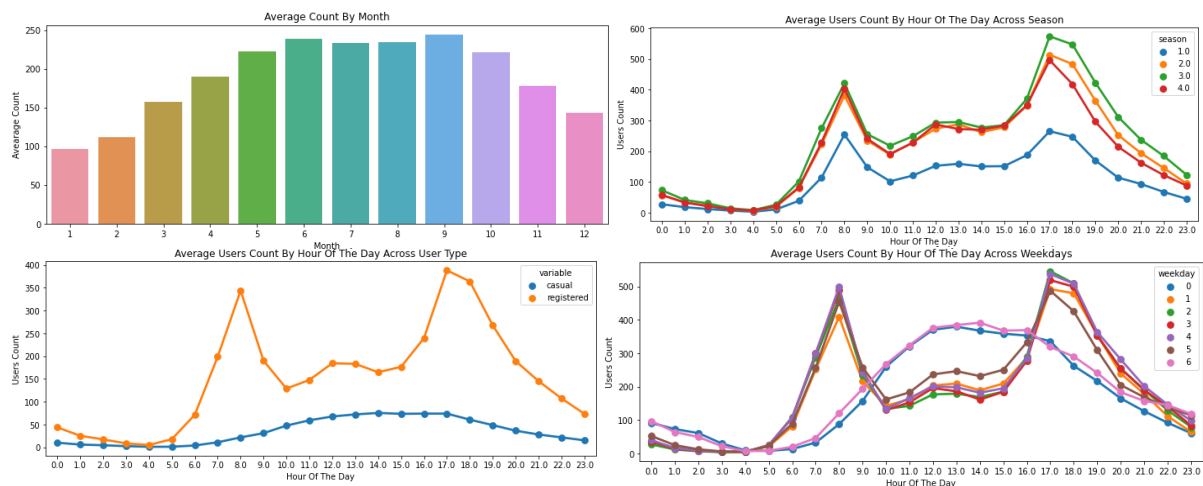 Average Count By Month
Avearage Count
250
200
150
100
50
0
1 2 3 4 5 6 7 8 9 10 11 12
Month
Average Users Count By Hour Of The Day Across Season
Users Count
600
500
400
300
200
100
0
season
1.0
2.0
3.0
4.0
0.0 1.0 2.0 3.0 4.0 5.0 6.0 7.0 8.0 9.0 10.0 11.0 12.0 13.0 14.0 15.0 16.0 17.0 18.0 19.0 20.0 21.0 22.0 23.0
Hour Of The Day
Average Users Count By Hour Of The Day Across User Type
Users Count
400
350
300
250
200
150
100
50
0
variable
casual
registered
0.0 1.0 2.0 3.0 4.0 5.0 6.0 7.0 8.0 9.0 10.0 11.0 12.0 13.0 14.0 15.0 16.0 17.0 18.0 19.0 20.0 21.0 22.0 23.0
Hour Of The Day
Average Users Count By Hour Of The Day Across Weekdays
Users Count
500
400
300
200
100
0
weekday
0
1
2
3
4
5
6
0.0 1.0 2.0 3.0 4.0 5.0 6.0 7.0 8.0 9.0 10.0 11.0 12.0 13.0 14.0 15.0 16.0 17.0 18.0 19.0 20.0 21.0 22.0 23.0
Hour Of The Day